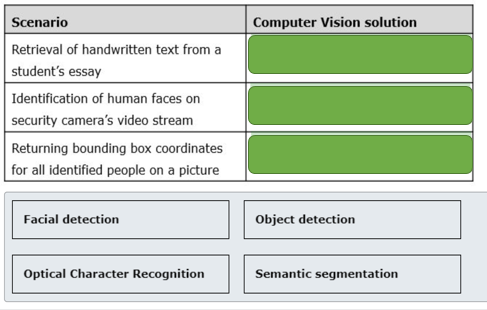 Scenario
Computer Vision solution
Retrieval of handwritten text from a
student’s essay
Identification of human faces on
security camera’s video stream
Returning bounding box coordinates
for all identified people on a picture
Facial detection
Object detection
Optical Character Recognition
Semantic segmentation